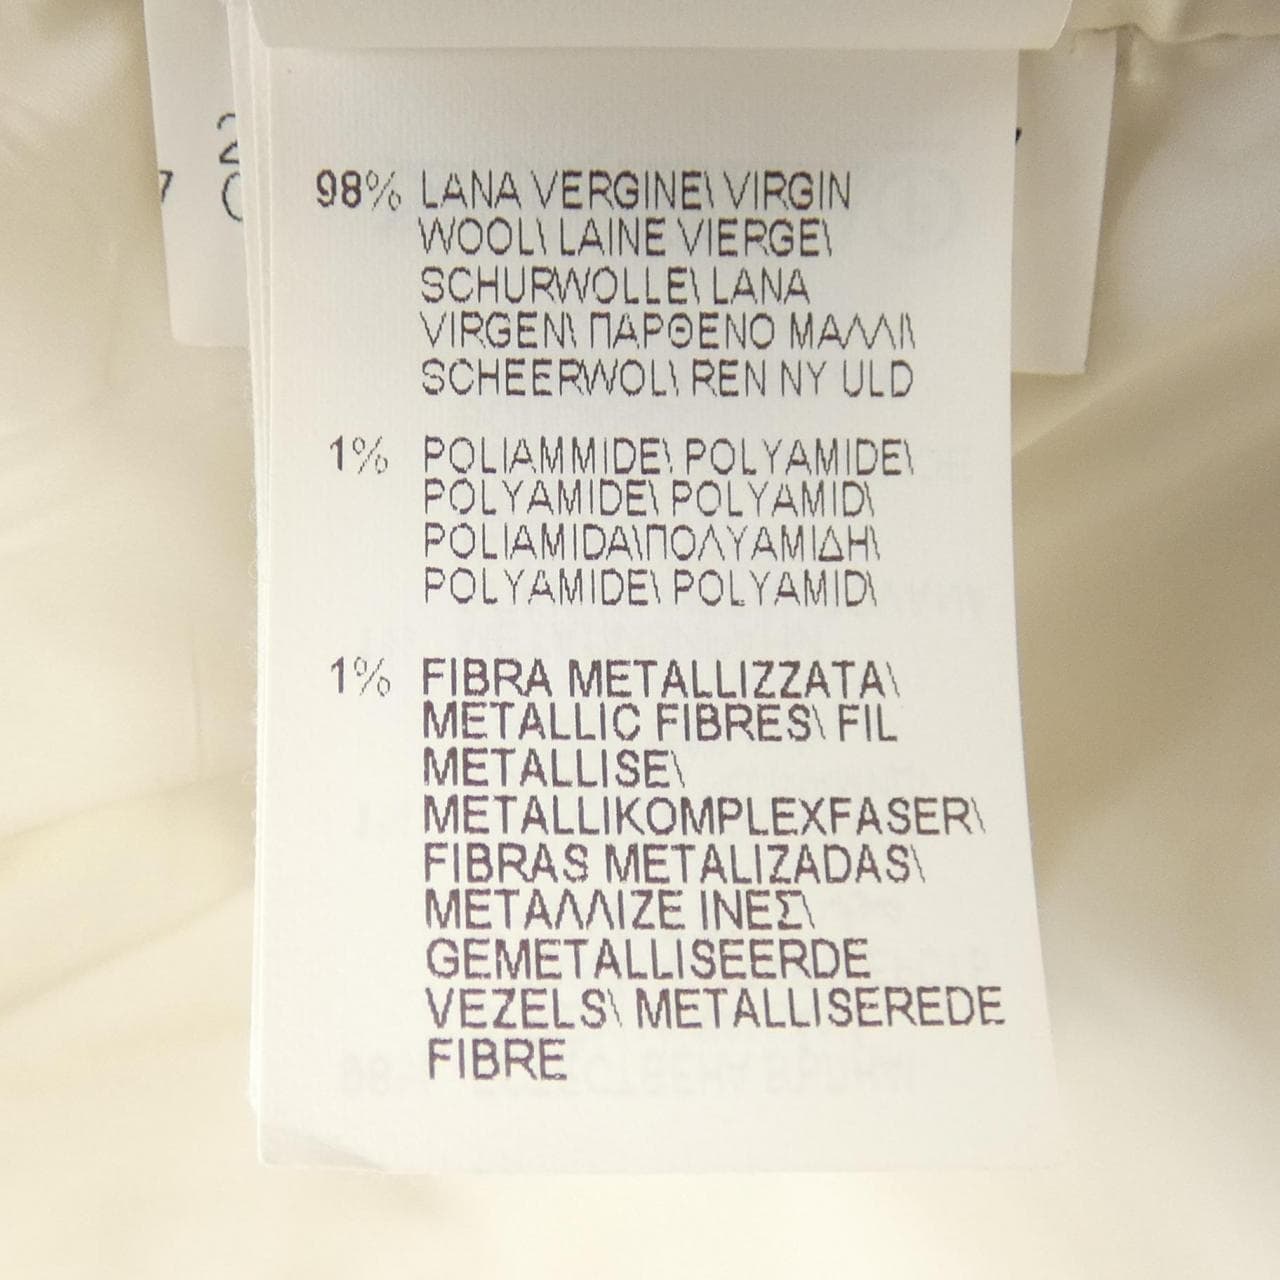 98% LANA VERGINE\ VIRGIN
WOOL\ LAINE VIERGE\
SCHURWOLLE\ LANA
VIRGEN\ ΠΑΡΘΕΝΟ ΜΑΛΛΙ\
SCHEERWOL\ REN NY ULD
1% POLIAMMIDE\ POLYAMIDE\
POLYAMIDE\ POLYAMID\
POLIAMIDA\ΠΟΛΥΑΜΙΔΗ\
POLYAMIDE\ POLYAMID\
1% FIBRA METALLIZZATA\
METALLIC FIBRES\ FIL
METALLISE\
METALLIKOMPLEXFASER\
FIBRAS METALIZADAS\
ΜΕΤΑΛΛΙΖΕ ΙΝΕΣ\
GEMETALLISEERDE
VEZELS\ METALLISEREDE
FIBRE